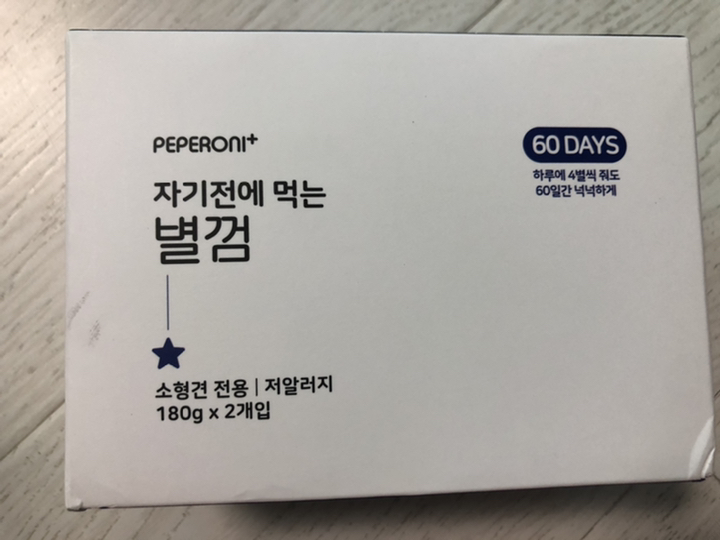 PEPERONI+
자기전에 먹는
별껌
소형견 전용 | 저알러지
180g x 2개입
60 DAYS
하루에 4별씩 줘도
60일간 넉넉하게